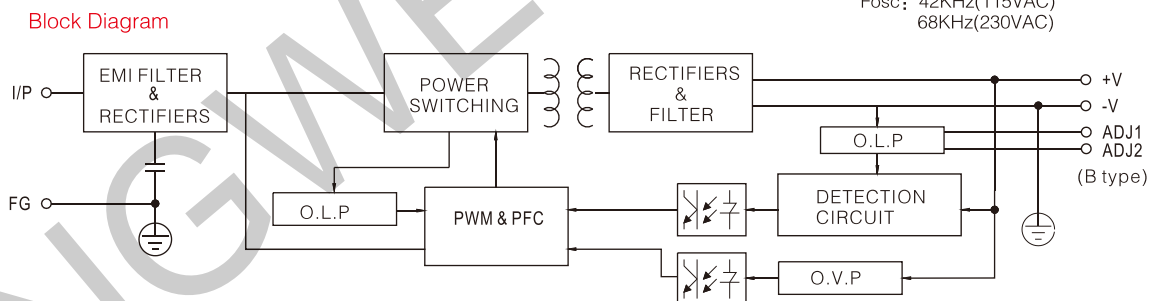 Fosc: 42KHz(115VAC)
68KHz(230VAC)
Block Diagram
I/P
EMI FILTER
&
RECTIFIERS
POWER
SWITCHING
RECTIFIERS
&
FILTER
+V
-V
ADJ1
ADJ2
(B type)
O.L.P
FG
O.L.P
PWM & PFC
DETECTION
CIRCUIT
O.V.P